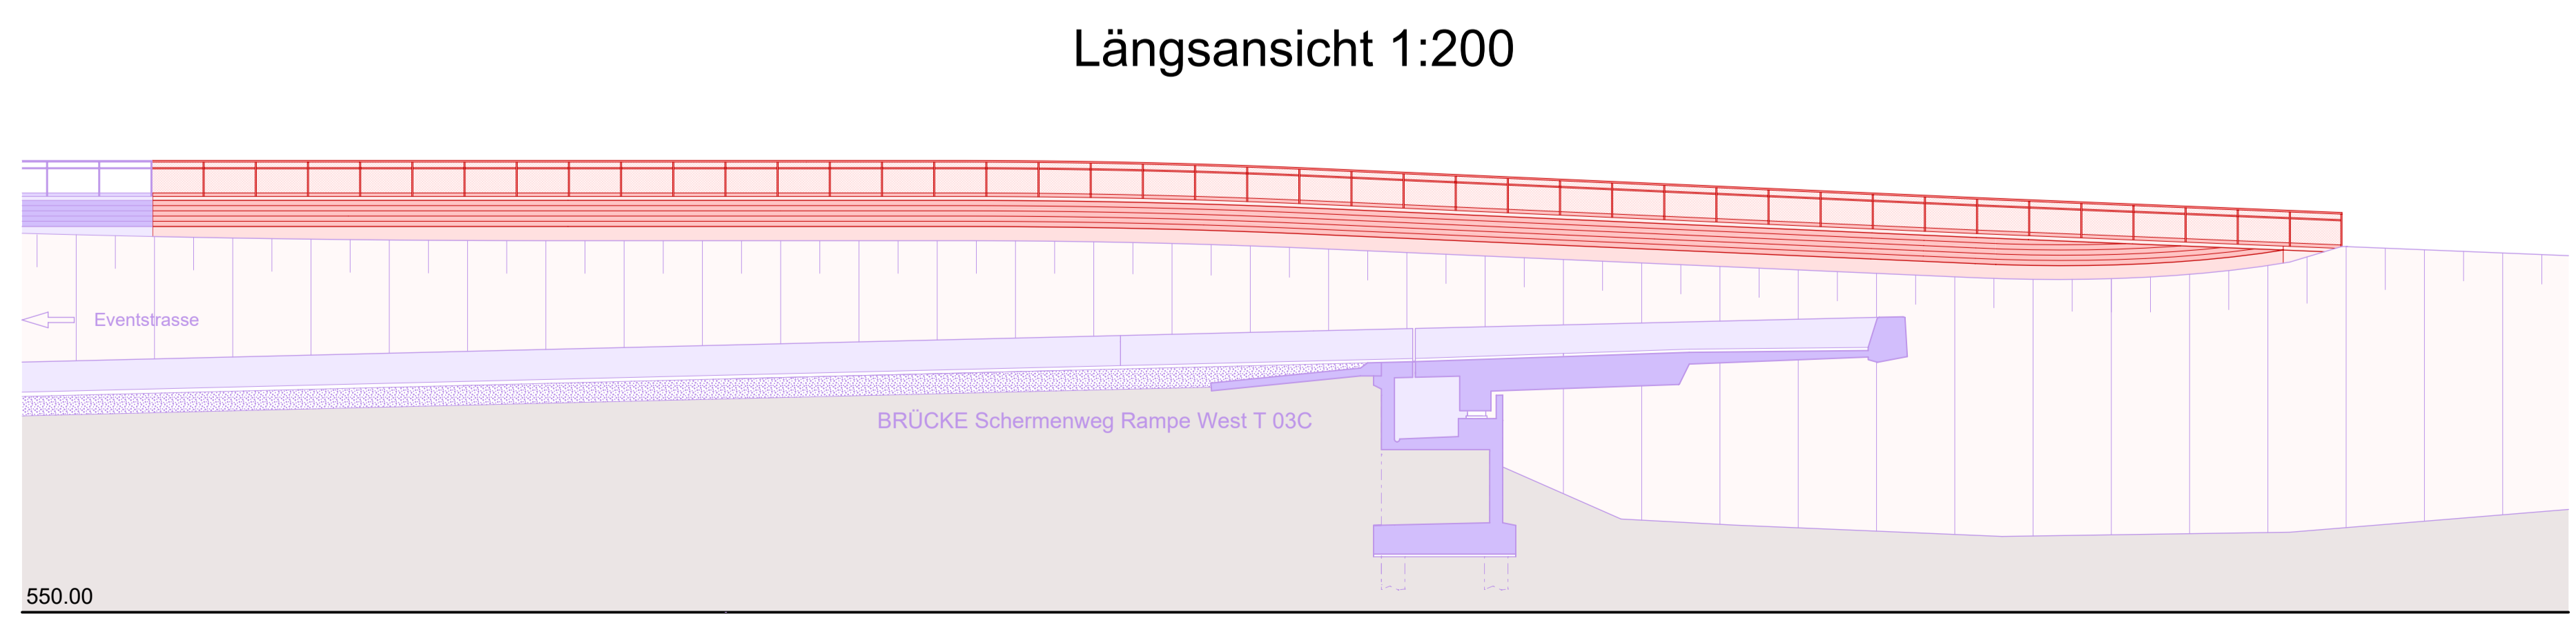 Längsansicht 1:200
Eventstrasse
BRÜCKE Schermenweg Rampe West T 03C
550.00